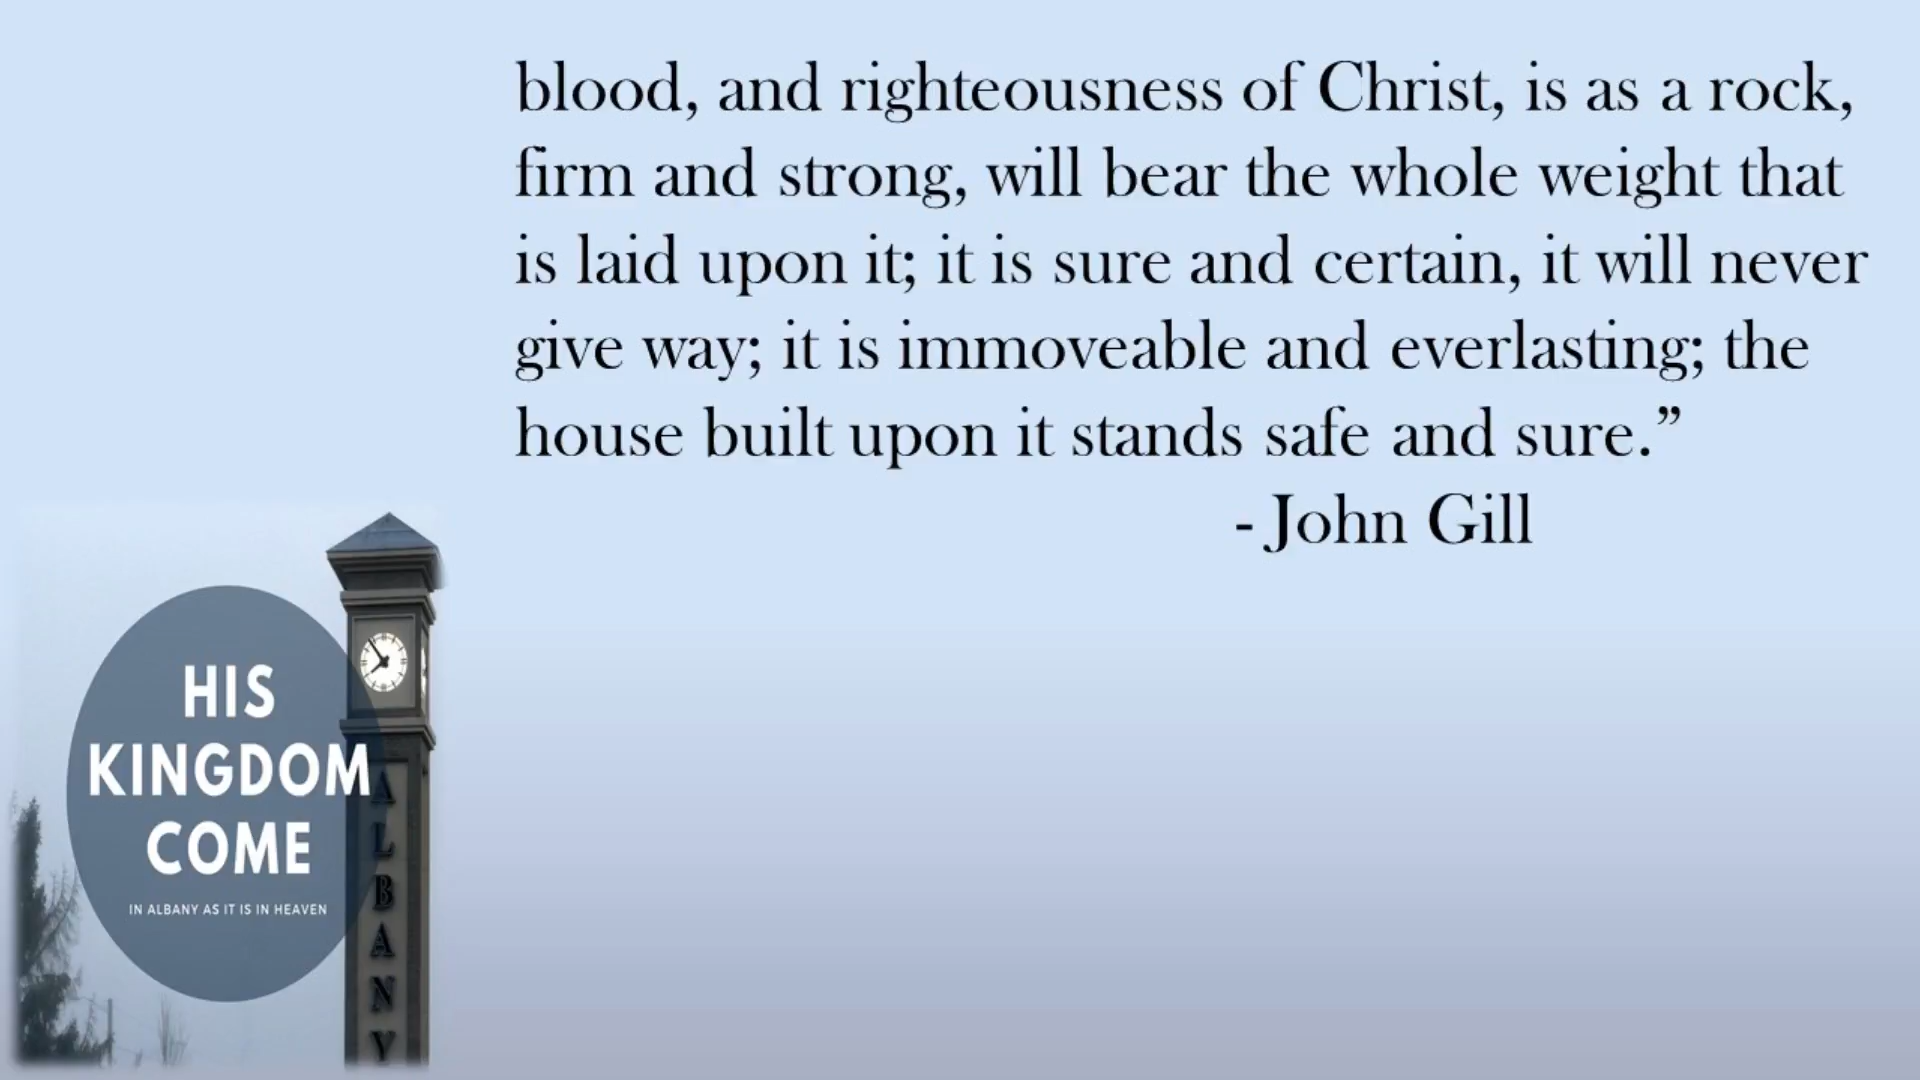 blood, and righteousness of Christ, is as a rock,
firm and strong, will bear the whole weight that
is laid upon it; it is sure and certain, it will never
give way; it is immoveable and everlasting; the
house built upon it stands safe and sure.”
- John Gill
HIS
KINGDOM
COME
IN ALBANY AS IT IS IN HEAVEN
ALBANY